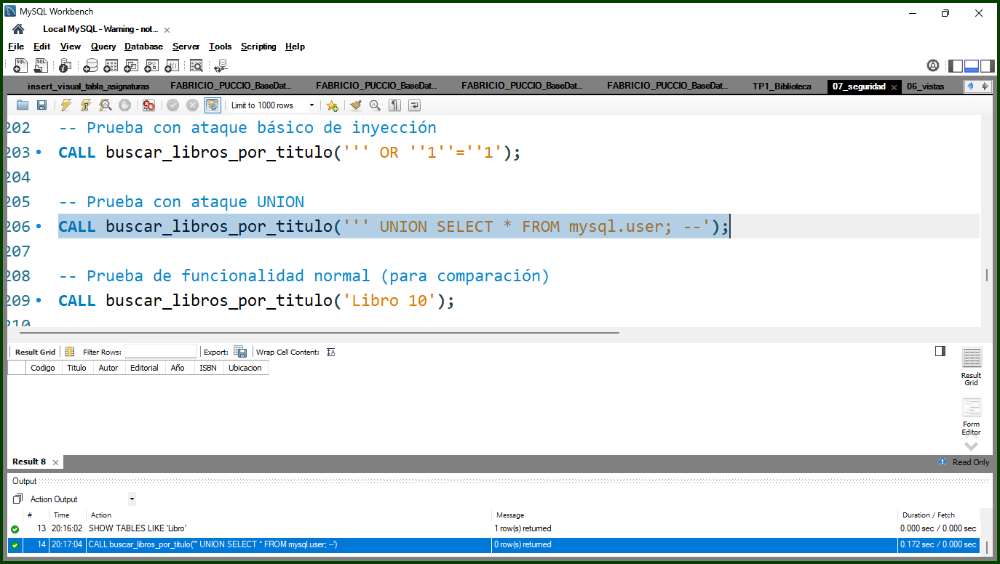 MySQL Workbench
Local MySQL - Warning - not...
File Edit View Query Database Server Tools Scripting Help
insert_visual_tabla_asignaturas FABRICIO_PUCCIO_BaseDat... FABRICIO_PUCCIO_BaseDat... FABRICIO_PUCCIO_BaseDat... FABRICIO_PUCCIO_BaseDat... TP1_Biblioteca 07_seguridad 06_vistas
Limit to 1000 rows
202 -- Prueba con ataque básico de inyección
203 CALL buscar_libros_por_titulo(''' OR ''1''=''1');
204
205 -- Prueba con ataque UNION
206 CALL buscar_libros_por_titulo(''' UNION SELECT * FROM mysql.user; --');
207
208 -- Prueba de funcionalidad normal (para comparación)
209 CALL buscar_libros_por_titulo('Libro 10');
210
Result Grid Filter Rows: Export: Wrap Cell Content:
Codigo Titulo Autor Editorial Año ISBN Ubicacion
Result Grid
Form Editor
Result 8 Read Only
Output
Action Output
# Time Action Message Duration / Fetch
13 20:16:02 SHOW TABLES LIKE 'Libro' 1 row(s) returned 0.000 sec / 0.000 sec
14 20:17:04 CALL buscar_libros_por_titulo(''' UNION SELECT * FROM mysql.user; --') 0 row(s) returned 0.172 sec / 0.000 sec